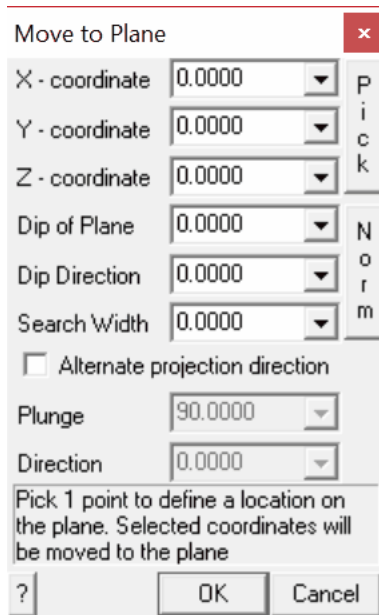 Move to Plane x
X - coordinate 0.0000
Y - coordinate 0.0000
Z - coordinate 0.0000
Pick
Dip of Plane 0.0000
Dip Direction 0.0000
Search Width 0.0000
Norm
Alternate projection direction
Plunge 90.0000
Direction 0.0000
Pick 1 point to define a location on
the plane. Selected coordinates will
be moved to the plane
? OK Cancel